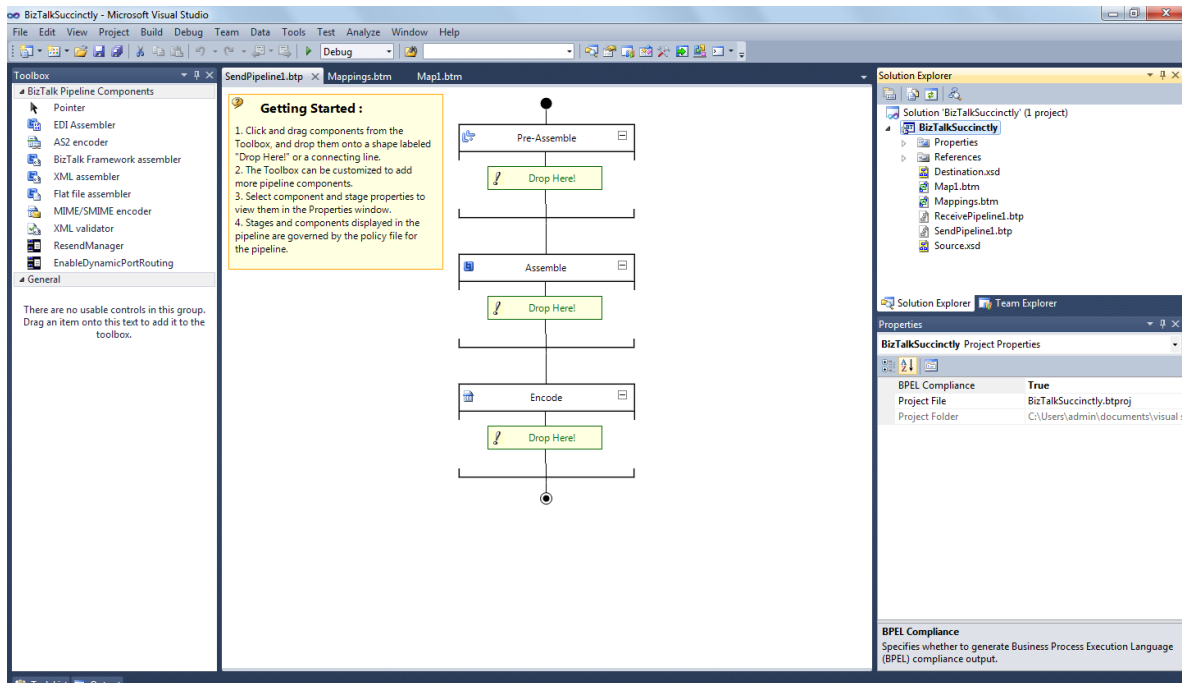 BizTalkSuccinctly - Microsoft Visual Studio
File Edit View Project Build Debug Team Data Tools Test Analyze Window Help
Debug
Toolbox
BizTalk Pipeline Components
Pointer
EDI Assembler
AS2 encoder
BizTalk Framework assembler
XML assembler
Flat file assembler
MIME/SMIME encoder
XML validator
ResendManager
EnableDynamicPortRouting
General
There are no usable controls in this group.
Drag an item onto this text to add it to the
toolbox.
SendPipeline1.btp Mappings.btm Map1.btm
Getting Started :
1. Click and drag components from the
Toolbox, and drop them onto a shape labeled
"Drop Here!" or a connecting line.
2. The Toolbox can be customized to add
more pipeline components.
3. Select component and stage properties to
view them in the Properties window.
4. Stages and components displayed in the
pipeline are governed by the policy file for
the pipeline.
Pre-Assemble
Drop Here!
Assemble
Drop Here!
Encode
Drop Here!
Solution Explorer
Solution 'BizTalkSuccinctly' (1 project)
BizTalkSuccinctly
Properties
References
Destination.xsd
Map1.btm
Mappings.btm
ReceivePipeline1.btp
SendPipeline1.btp
Source.xsd
Solution Explorer Team Explorer
Properties
BizTalkSuccinctly Project Properties
BPEL Compliance True
Project File BizTalkSuccinctly.btproj
Project Folder C:\Users\admin\documents\visual
BPEL Compliance
Specifies whether to generate Business Process Execution Language
(BPEL) compliance output.